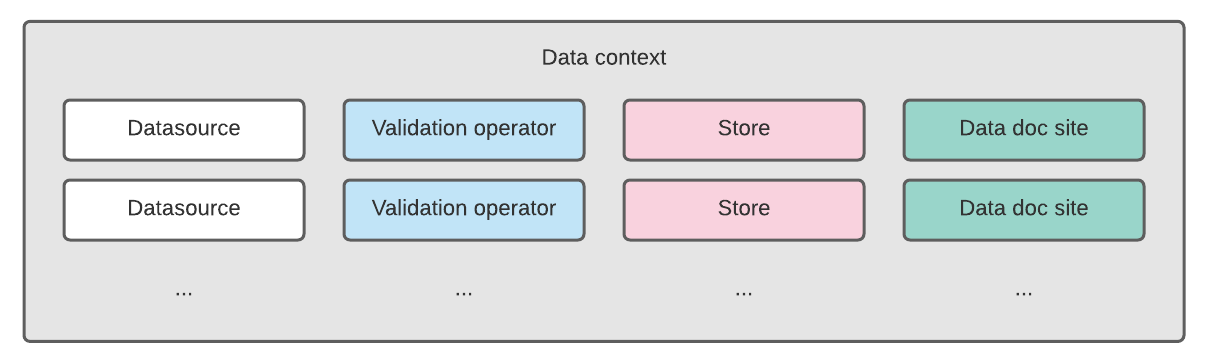 Data context
Datasource Validation operator Store Data doc site
Datasource Validation operator Store Data doc site
... ... ... ...